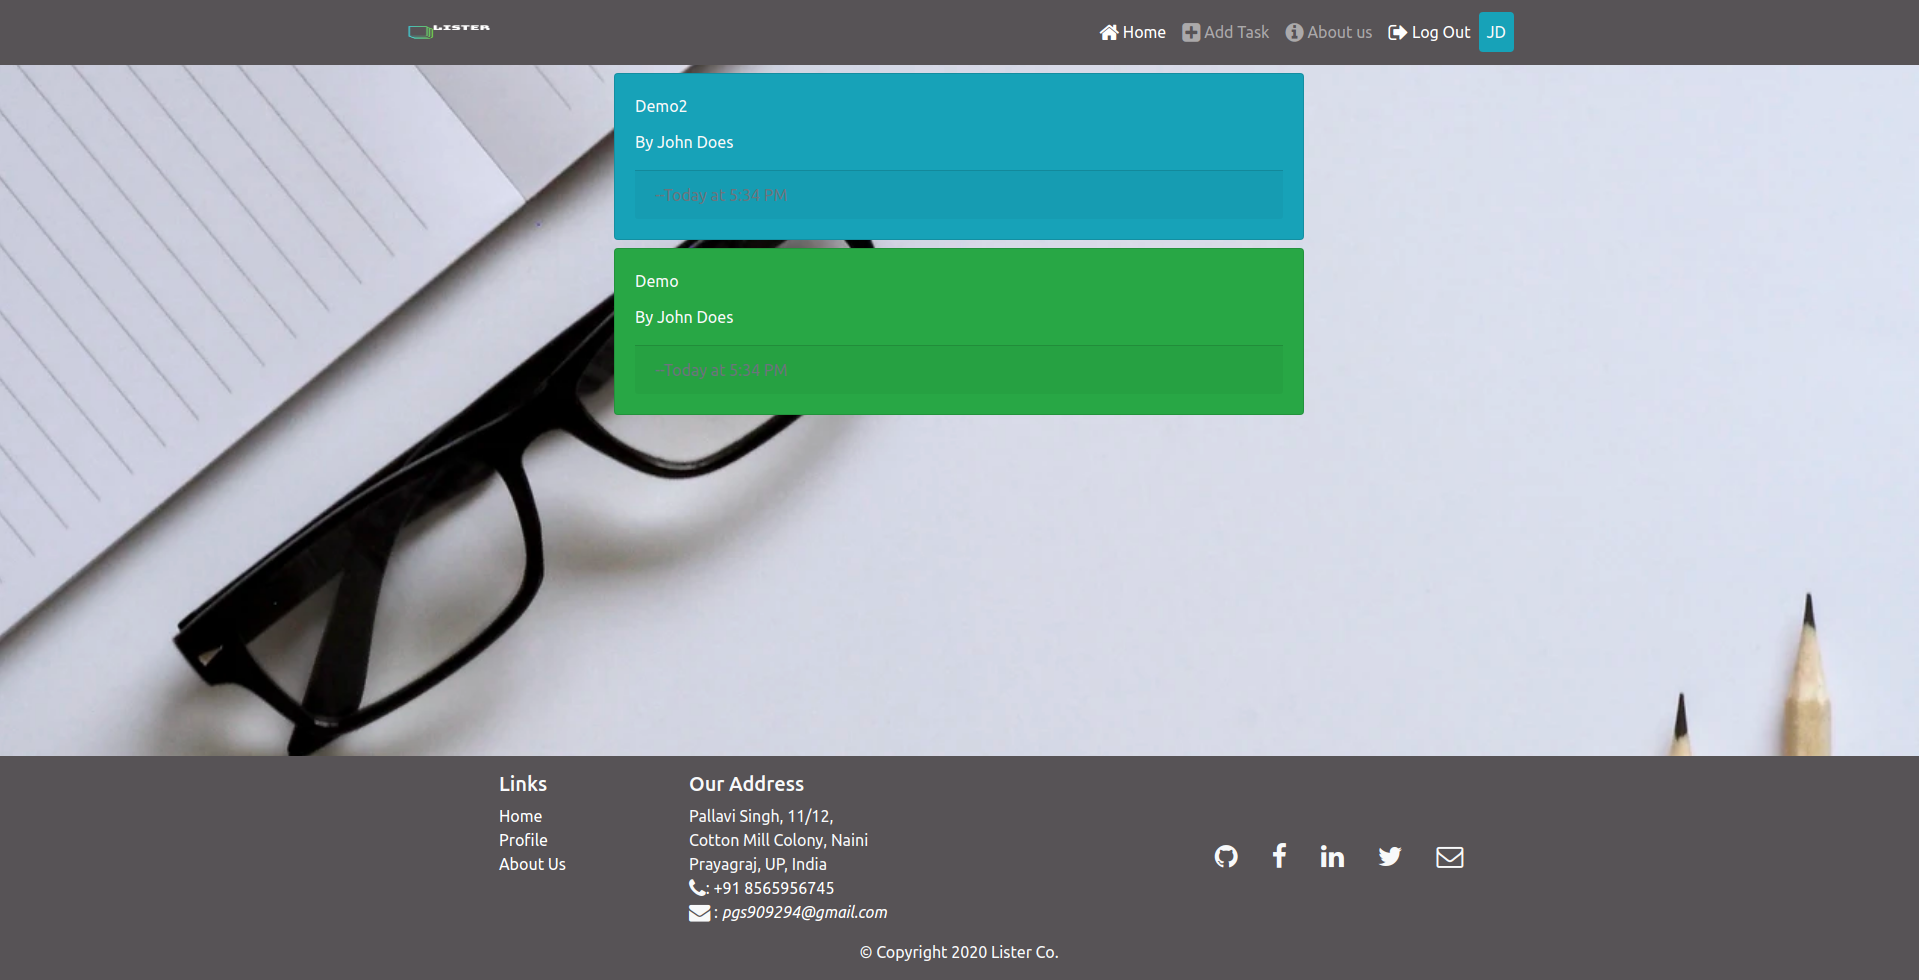 LISTER
Home Add Task About us Log Out JD
Demo2
By John Does
--Today at 5:34 PM
Demo
By John Does
--Today at 5:34 PM
Links
Home
Profile
About Us
Our Address
Pallavi Singh, 11/12,
Cotton Mill Colony, Naini
Prayagraj, UP, India
: +91 8565956745
: pgs909294@gmail.com
© Copyright 2020 Lister Co.